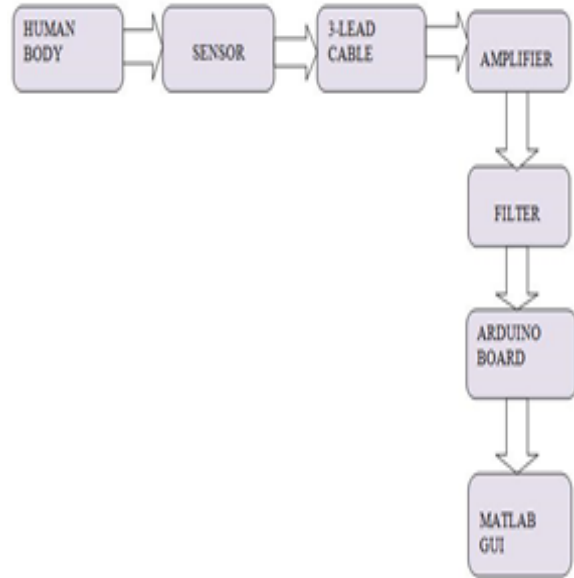 HUMAN
BODY
SENSOR
3-LEAD
CABLE
AMPLIFIER
FILTER
ARDUINO
BOARD
MATLAB
GUI